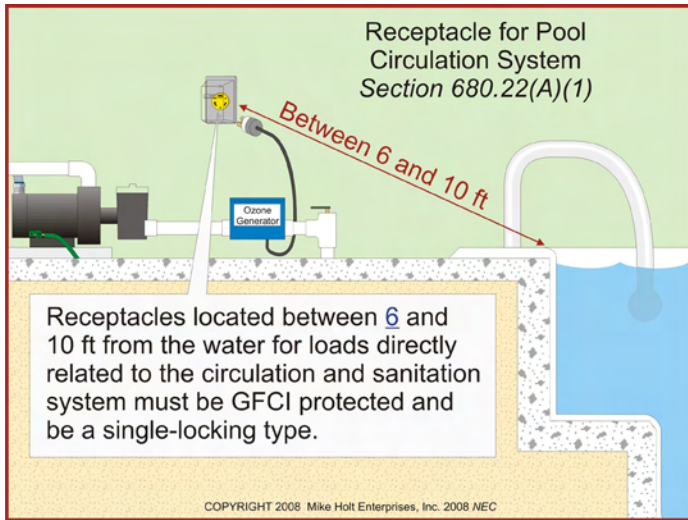 Receptacle for Pool
Circulation System
Section 680.22(A)(1)
Between 6 and 10 ft
Ozone
Generator
Receptacles located between 6 and
10 ft from the water for loads directly
related to the circulation and sanitation
system must be GFCI protected and
be a single-locking type.
COPYRIGHT 2008 Mike Holt Enterprises, Inc. 2008 NEC